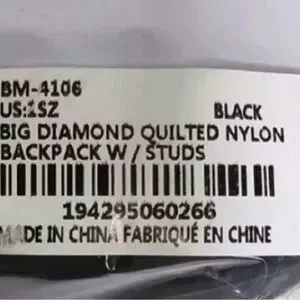 BM-4106
US:1SZ BLACK
BIG DIAMOND QUILTED NYLON
BACKPACK W / STUDS
194295060266
MADE IN CHINA FABRIQUÉ EN CHINE